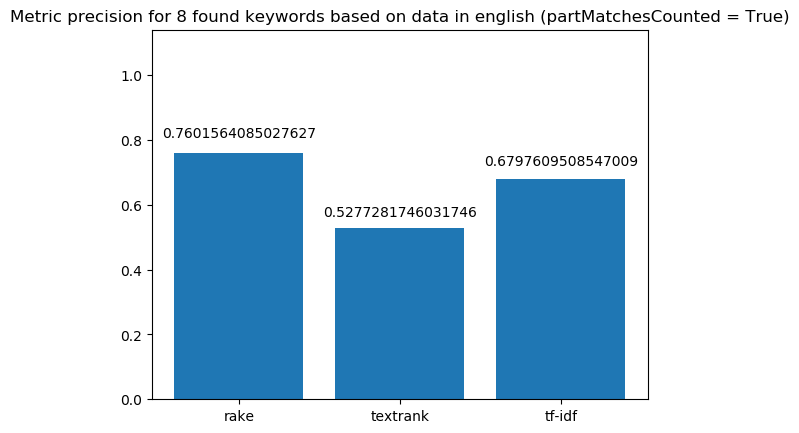 Metric precision for 8 found keywords based on data in english (partMatchesCounted = True)
1.0
0.8
0.6
0.4
0.2
0.0
0.7601564085027627
0.5277281746031746
0.6797609508547009
rake
textrank
tf-idf